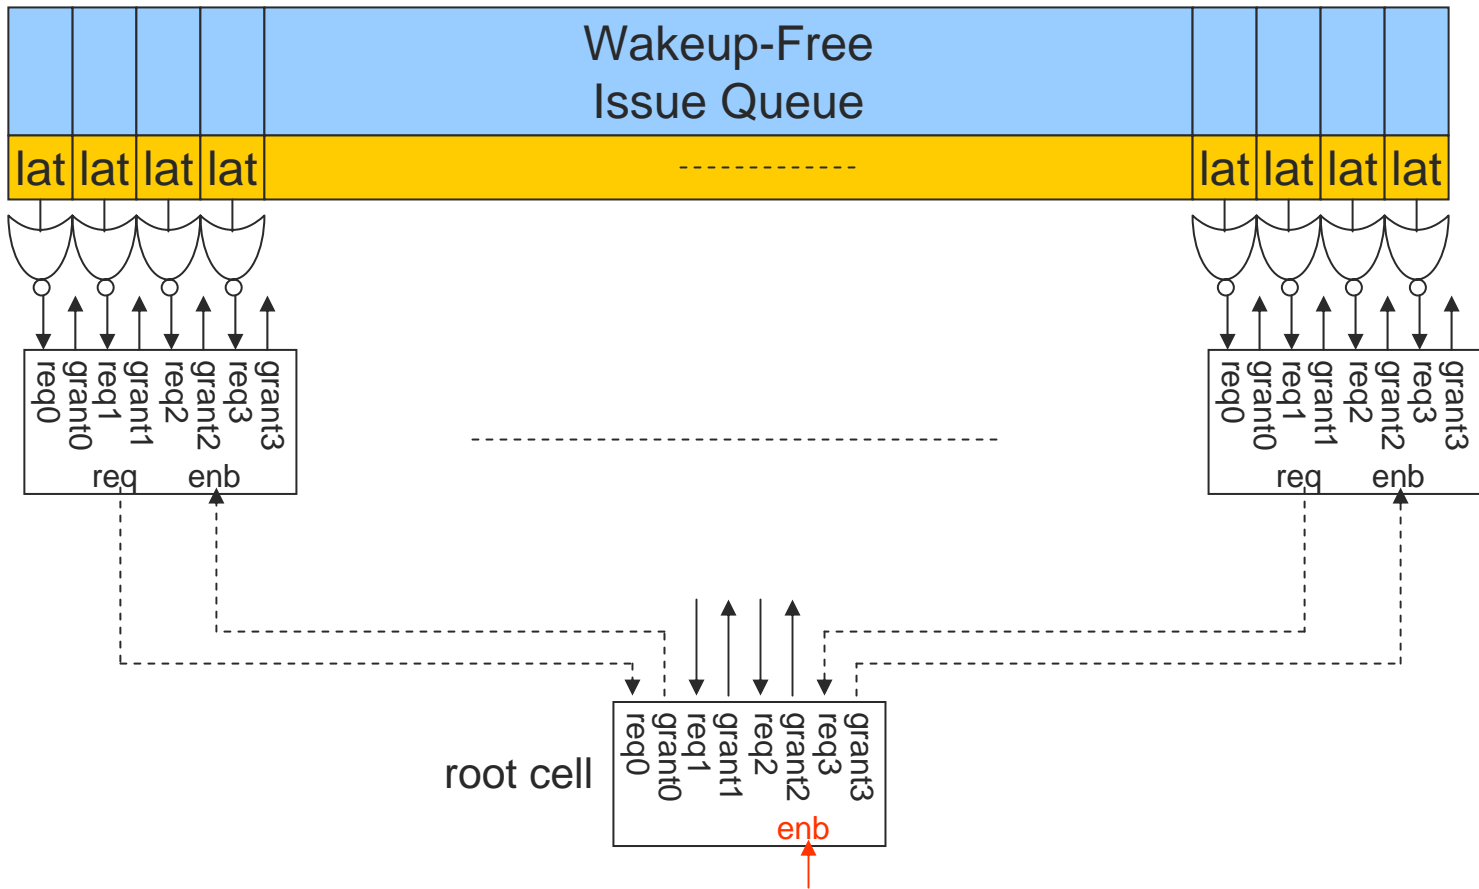 Wakeup-Free
Issue Queue
lat lat lat lat lat lat lat lat
req0 grant0 req1 grant1 req2 grant2 req3 grant3
req enb
req0 grant0 req1 grant1 req2 grant2 req3 grant3
req enb
root cell
req0 grant0 req1 grant1 req2 grant2 req3 grant3
enb